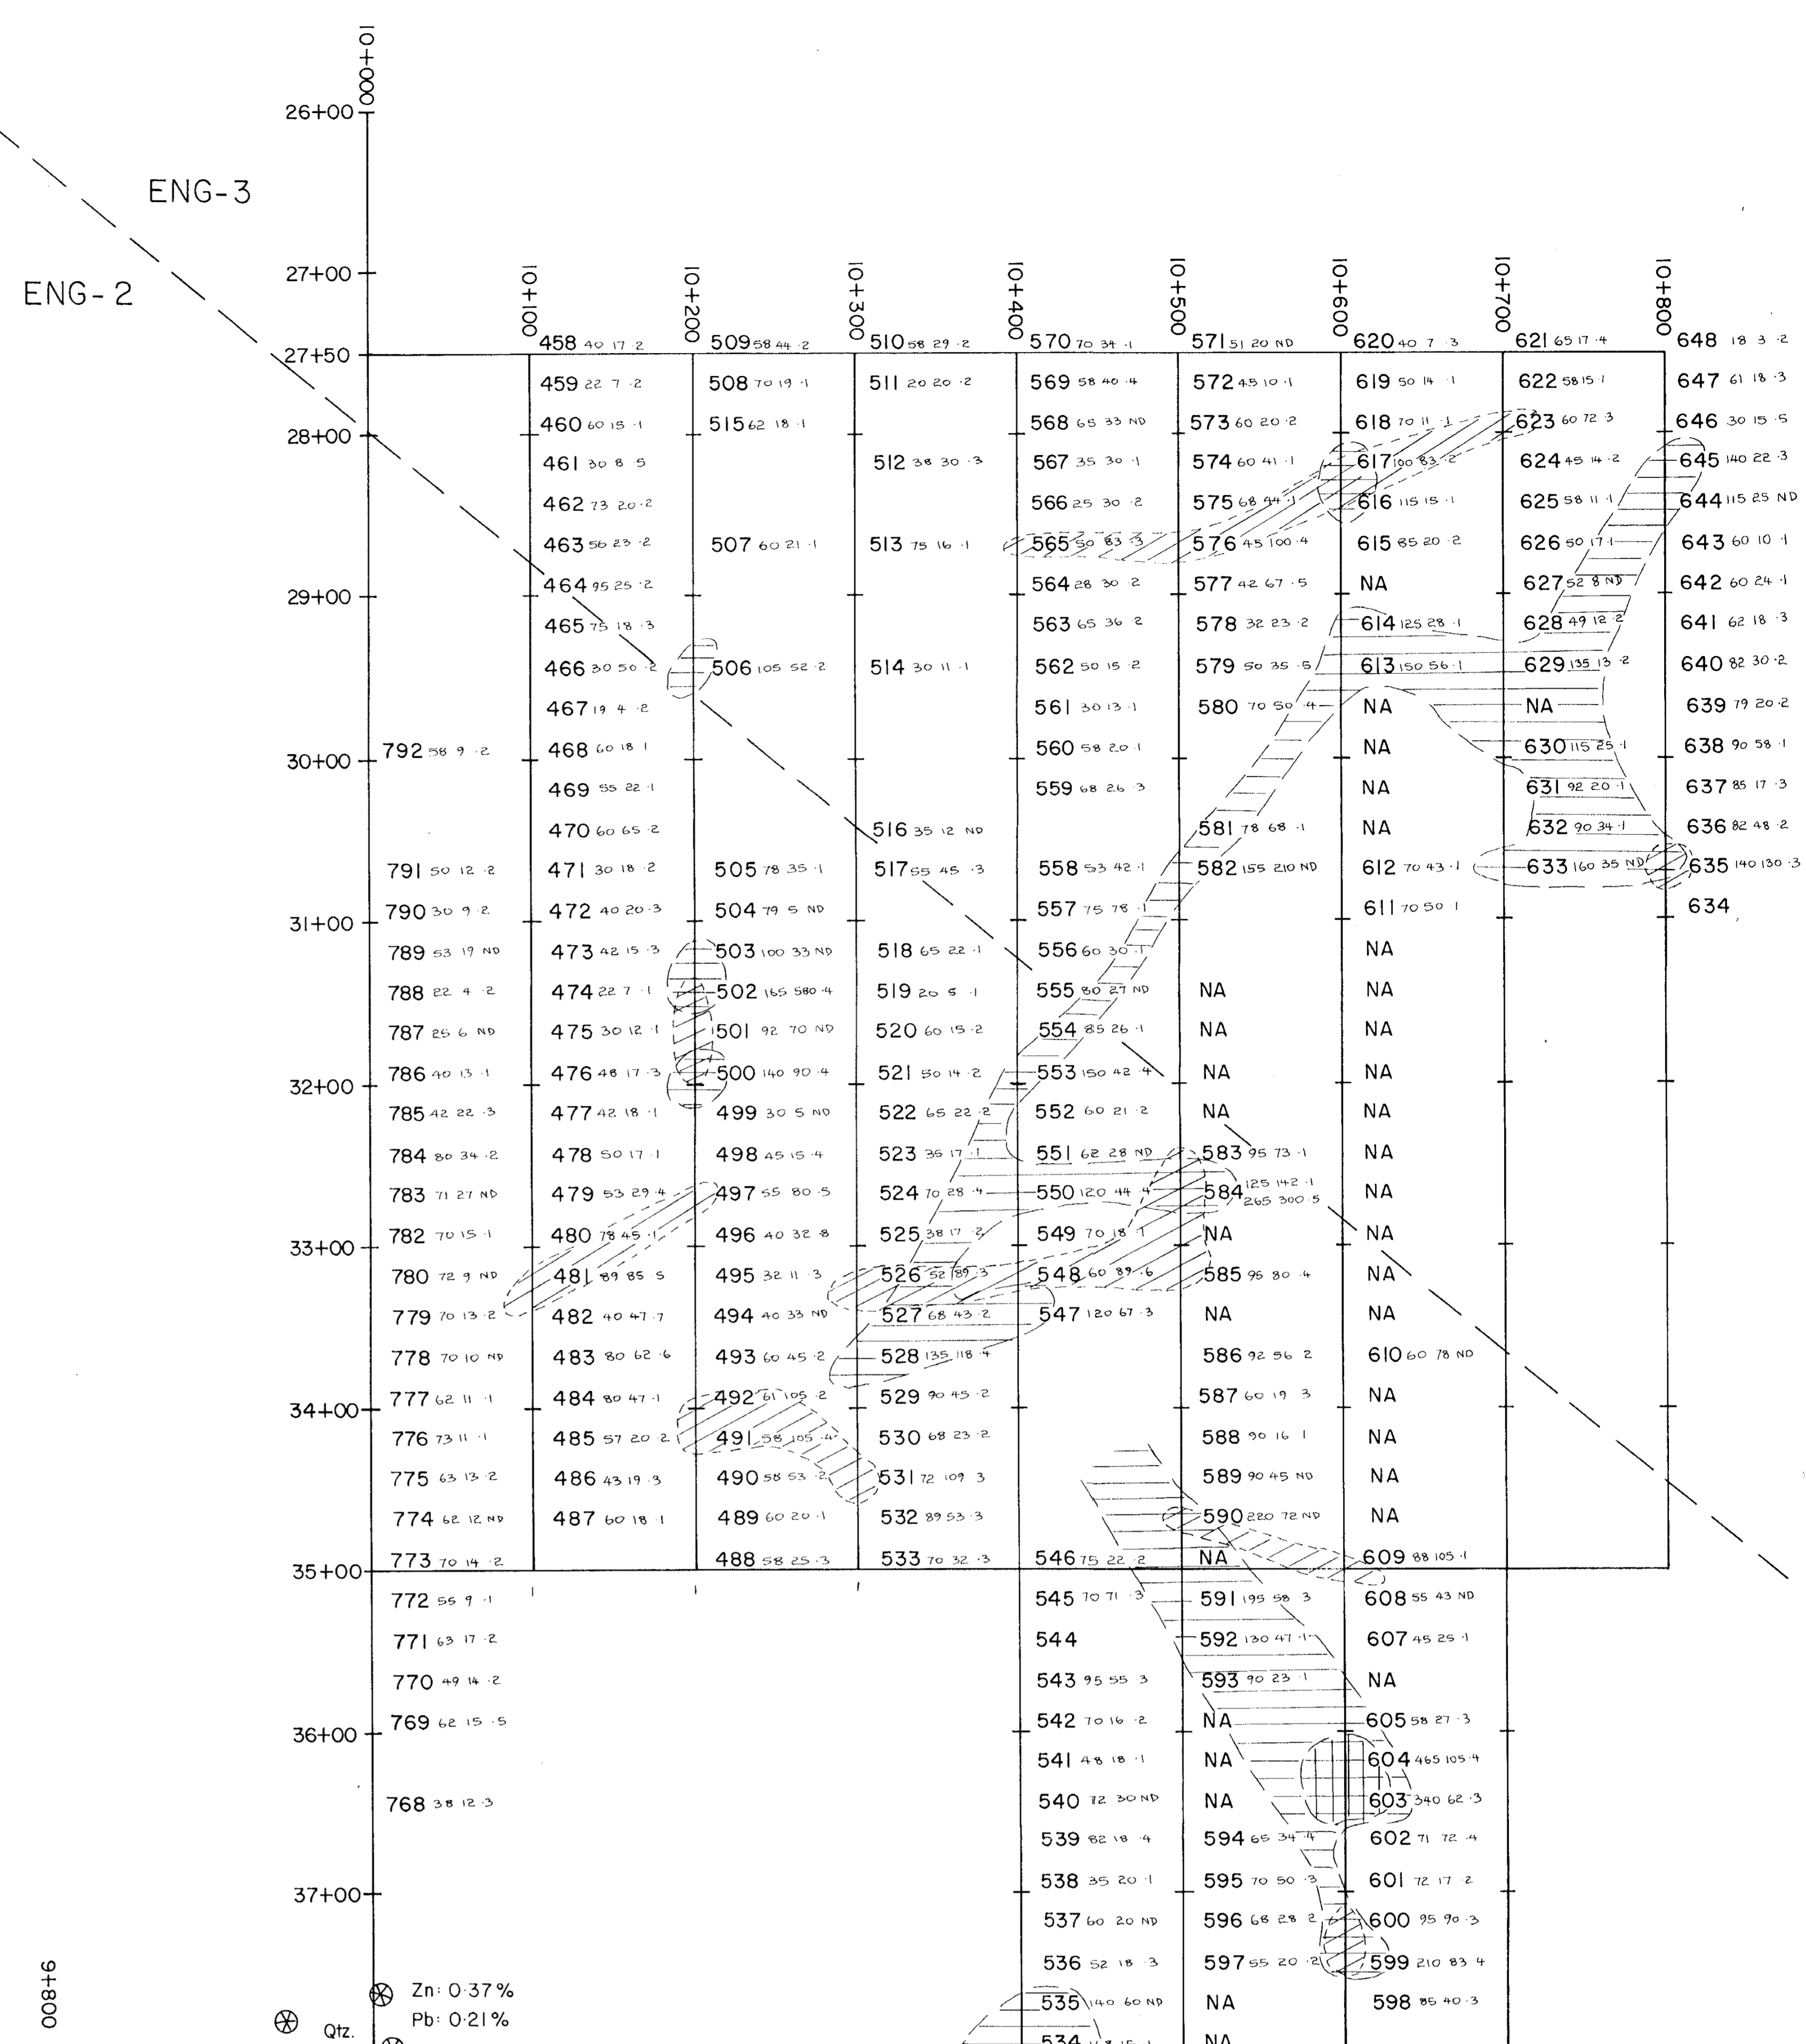 10+000
26+00
ENG-3
27+00
ENG-2
10+100 10+200 10+300 10+400 10+500 10+600 10+700 10+800
27+50
458 40 17 ·2 509 58 44 ·2 510 58 29 ·2 570 70 34 ·1 571 51 20 ND 620 40 7 ·3 621 65 17 ·4 648 18 3 ·2
459 22 7 ·2 508 70 19 ·1 511 20 20 ·2 569 58 40 ·4 572 45 10 ·1 619 50 14 ·1 622 58 15 ·1 647 61 18 ·3
460 60 15 ·1 515 62 18 ·1 568 65 33 ND 573 60 20 ·2 618 70 11 ·1 623 60 72 ·3 646 30 15 ·5
28+00
461 30 8 ·5 512 38 30 ·3 567 35 30 ·1 574 60 41 ·1 617 100 83 ·2 624 45 14 ·2 645 140 22 ·3
462 73 20 ·2 566 25 30 ·2 575 68 44 ·1 616 115 15 ·1 625 58 11 ·1 644 115 25 ND
463 56 23 ·2 507 60 21 ·1 513 75 16 ·1 565 50 83 ·3 576 45 100 ·4 615 85 20 ·2 626 50 17 ·1 643 60 10 ·1
464 95 25 ·2 564 28 30 ·2 577 42 67 ·5 NA 627 52 8 ND 642 60 24 ·1
29+00
465 75 18 ·3 563 65 36 ·2 578 32 23 ·2 614 125 28 ·1 628 49 12 ·2 641 62 18 ·3
466 30 50 ·2 506 105 52 ·2 514 30 11 ·1 562 50 15 ·2 579 50 35 ·5 613 150 56 ·1 629 135 13 ·2 640 82 30 ·2
467 19 4 ·2 561 30 13 ·1 580 70 50 ·4 NA NA 639 79 20 ·2
792 58 9 ·2 468 60 18 1 560 58 20 ·1 NA 630 115 25 ·1 638 90 58 ·1
30+00
469 55 22 ·1 559 68 26 ·3 NA 631 92 20 ·1 637 85 17 ·3
470 60 65 ·2 516 35 12 ND 581 78 68 ·1 NA 632 90 34 ·1 636 82 48 ·2
791 50 12 ·2 471 30 18 ·2 505 78 35 ·1 517 55 45 ·3 558 53 42 ·1 582 155 210 ND 612 70 43 ·1 633 160 35 ND 635 140 130 ·3
790 30 9 ·2 472 40 20 ·3 504 79 5 ND 557 75 78 ·1 611 70 50 ·1 634
31+00
789 53 19 ND 473 42 15 ·3 503 100 33 ND 518 65 22 ·1 556 60 30 ·1 NA
788 22 4 ·2 474 22 7 ·1 502 165 580 ·4 519 20 5 ·1 555 80 27 ND NA NA
787 25 6 ND 475 30 12 ·1 501 92 70 ND 520 60 15 ·2 554 85 26 ·1 NA NA
786 40 13 ·1 476 48 17 ·3 500 140 90 ·4 521 50 14 ·2 553 150 42 ·4 NA NA
32+00
785 42 22 ·3 477 42 18 ·1 499 30 5 ND 522 65 22 ·2 552 60 21 ·2 NA NA
784 80 34 ·2 478 50 17 ·1 498 45 15 ·4 523 35 17 ·1 551 62 28 ND 583 95 73 ·1 NA
783 71 27 ND 479 53 29 ·4 497 55 80 ·5 524 70 28 ·4 550 120 44 ·4 584 125 142 ·1 NA
265 300 ·5
782 70 15 ·1 480 78 45 ·1 496 40 32 ·8 525 38 17 ·2 549 70 18 ·1 NA NA
33+00
780 72 9 ND 481 89 85 5 495 32 11 ·3 526 52 89 ·3 548 60 89 ·6 585 95 80 ·4 NA
779 70 13 ·2 482 40 47 ·7 494 40 33 ND 527 68 43 ·2 547 120 67 ·3 NA NA
778 70 10 ND 483 80 62 ·6 493 60 45 ·2 528 135 118 ·4 586 92 56 2 610 60 78 ND
777 62 11 ·1 484 80 47 ·1 492 61 105 ·2 529 90 45 ·2 587 60 19 3 NA
34+00
776 73 11 ·1 485 57 20 ·2 491 58 105 ·4 530 68 23 ·2 588 90 16 1 NA
775 63 13 ·2 486 43 19 ·3 490 58 53 ·2 531 72 109 3 589 90 45 ND NA
774 62 12 ND 487 60 18 ·1 489 60 20 ·1 532 89 53 ·3 590 220 72 ND NA
773 70 14 ·2 488 58 25 ·3 533 70 32 ·3 546 75 22 ·2 NA 609 88 105 ·1
35+00
772 55 9 ·1 545 70 71 ·3 591 195 58 3 608 55 43 ND
771 63 17 ·2 544 592 130 47 ·1 607 45 25 ·1
770 49 14 ·2 543 95 55 3 593 90 23 ·1 NA
769 62 15 ·5 542 70 16 ·2 NA 605 58 27 ·3
36+00
541 48 18 ·1 NA 604 465 105 ·4
768 38 12 ·3 540 72 30 ND NA 603 340 62 ·3
539 82 18 ·4 594 65 34 ·4 602 71 72 ·4
538 35 20 ·1 595 70 50 ·3 601 72 17 ·2
37+00
537 60 20 ND 596 68 28 2 600 95 90 ·3
536 52 18 ·3 597 55 20 ·2 599 210 83 4
9+800
Zn: 0·37%
535 140 60 ND NA 598 85 40 ·3
Pb: 0·21%
Qtz.
534 NA